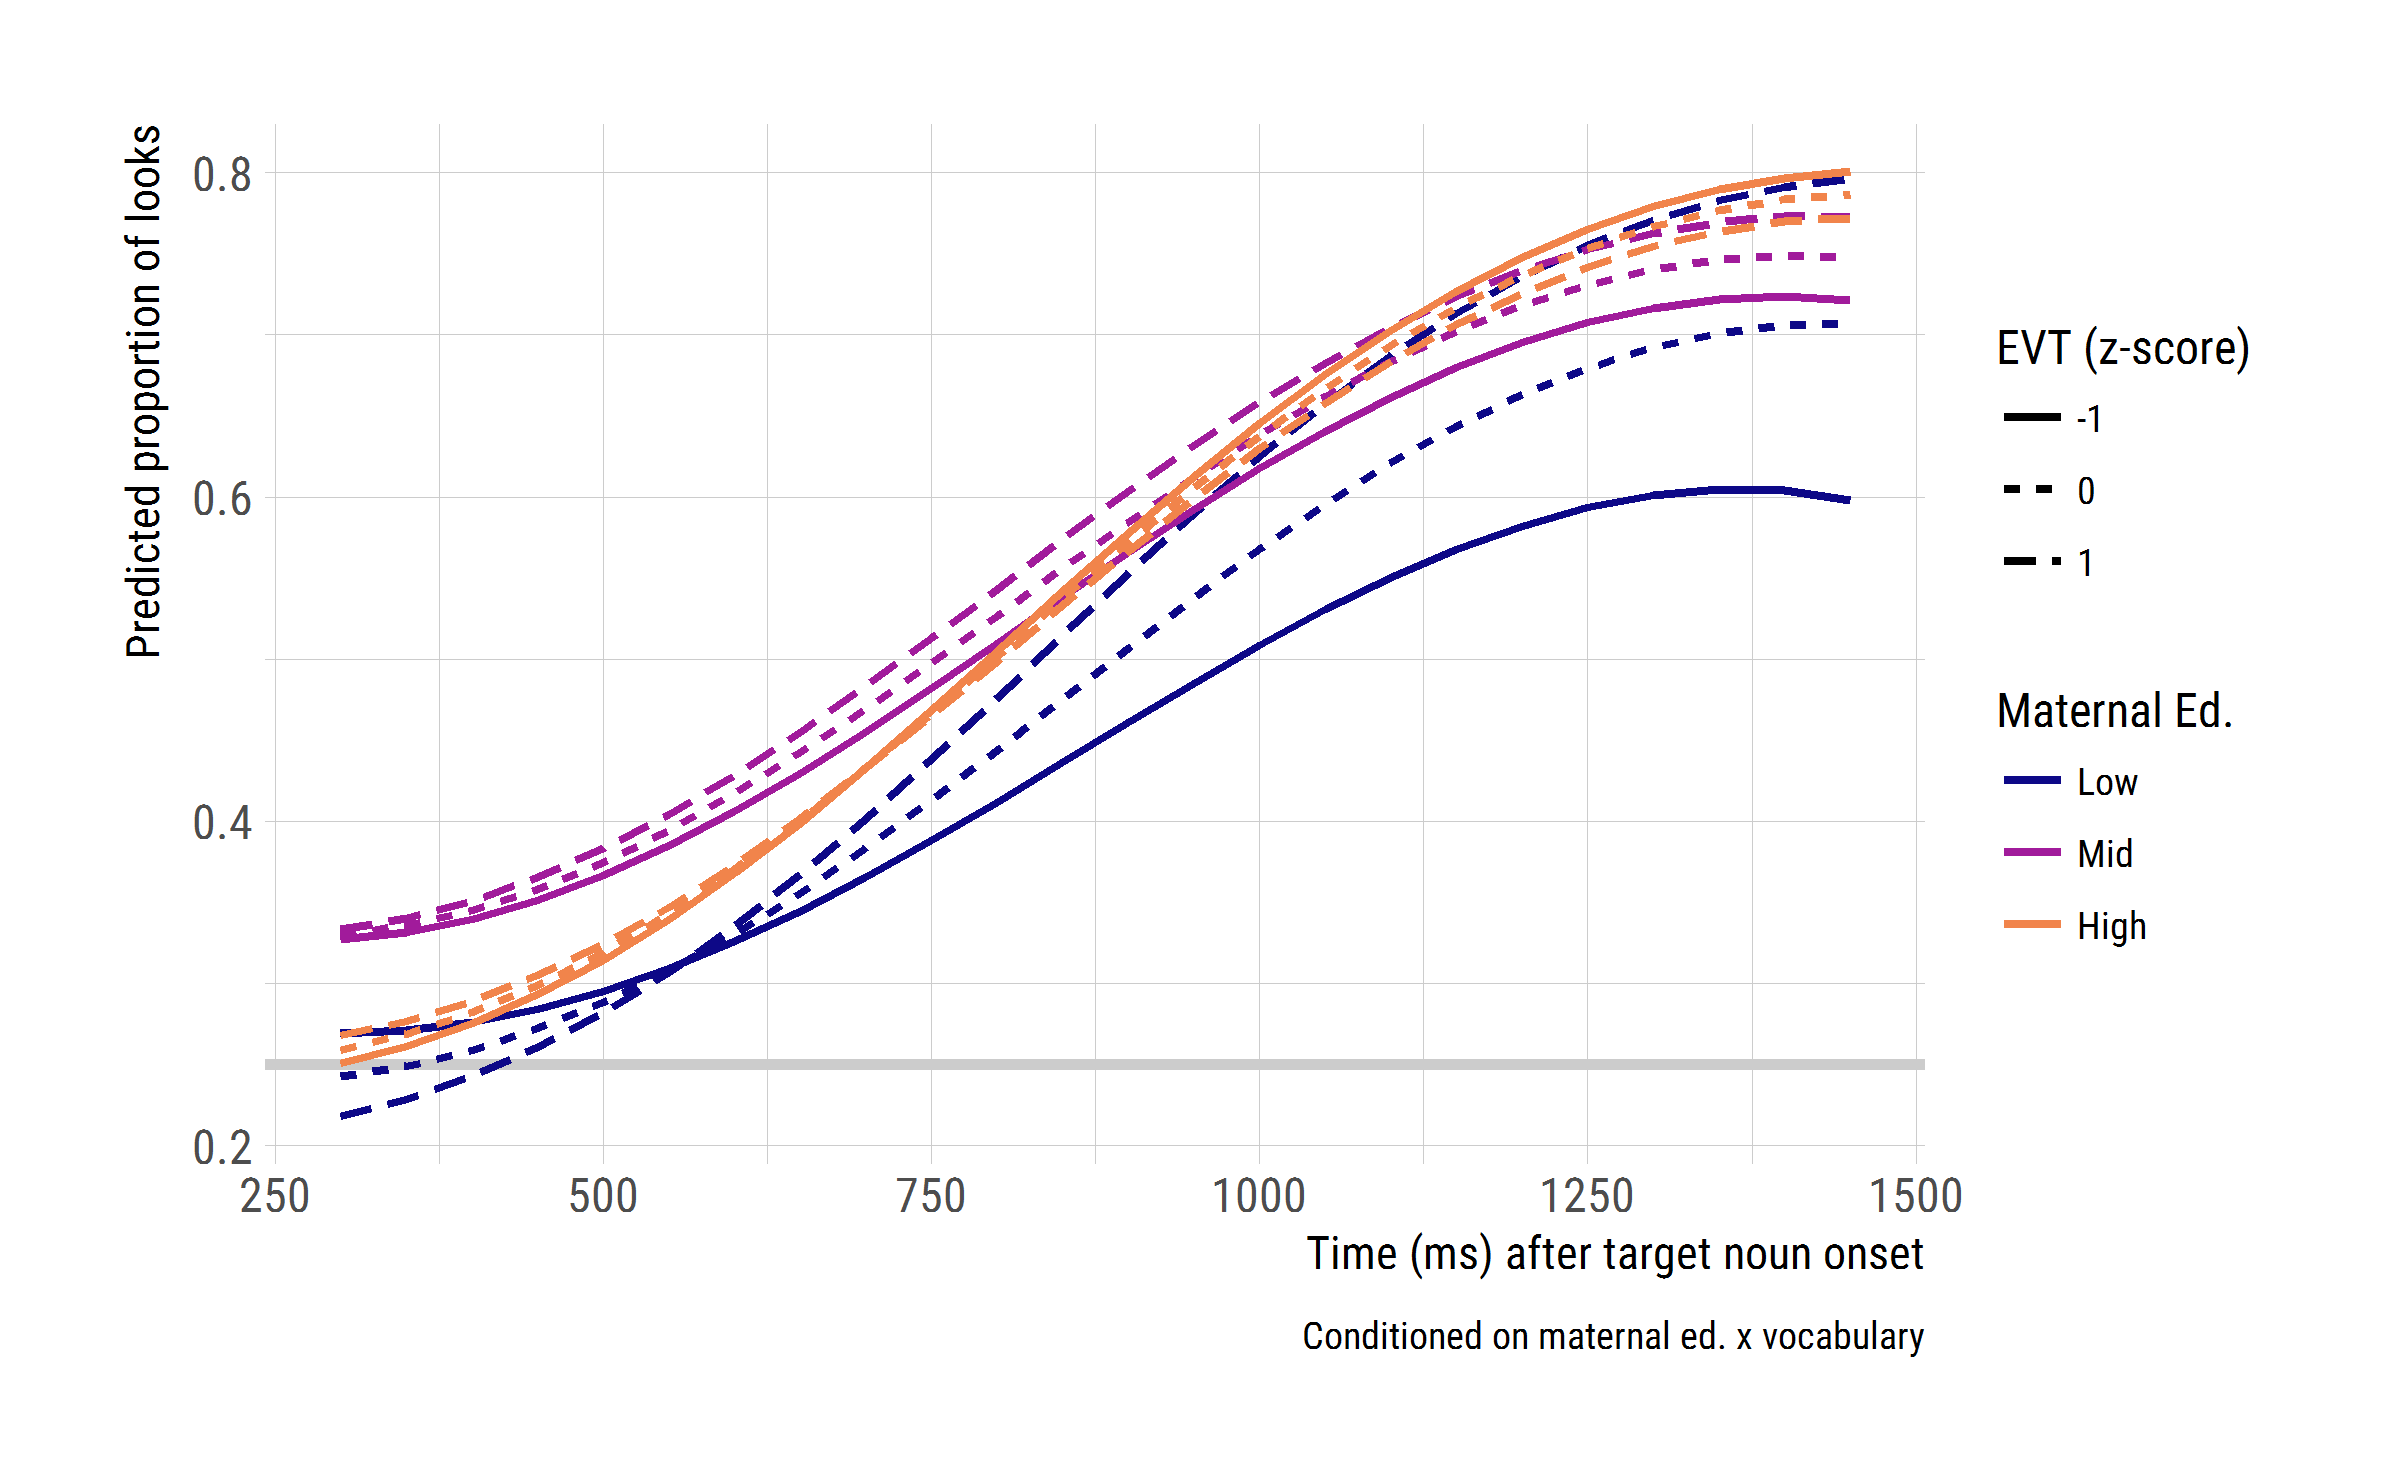 Predicted proportion of looks
0.8
0.6
0.4
0.2
250 500 750 1000 1250 1500
Time (ms) after target noun onset
Conditioned on maternal ed. x vocabulary
EVT (z-score)
-1
0
1
Maternal Ed.
Low
Mid
High